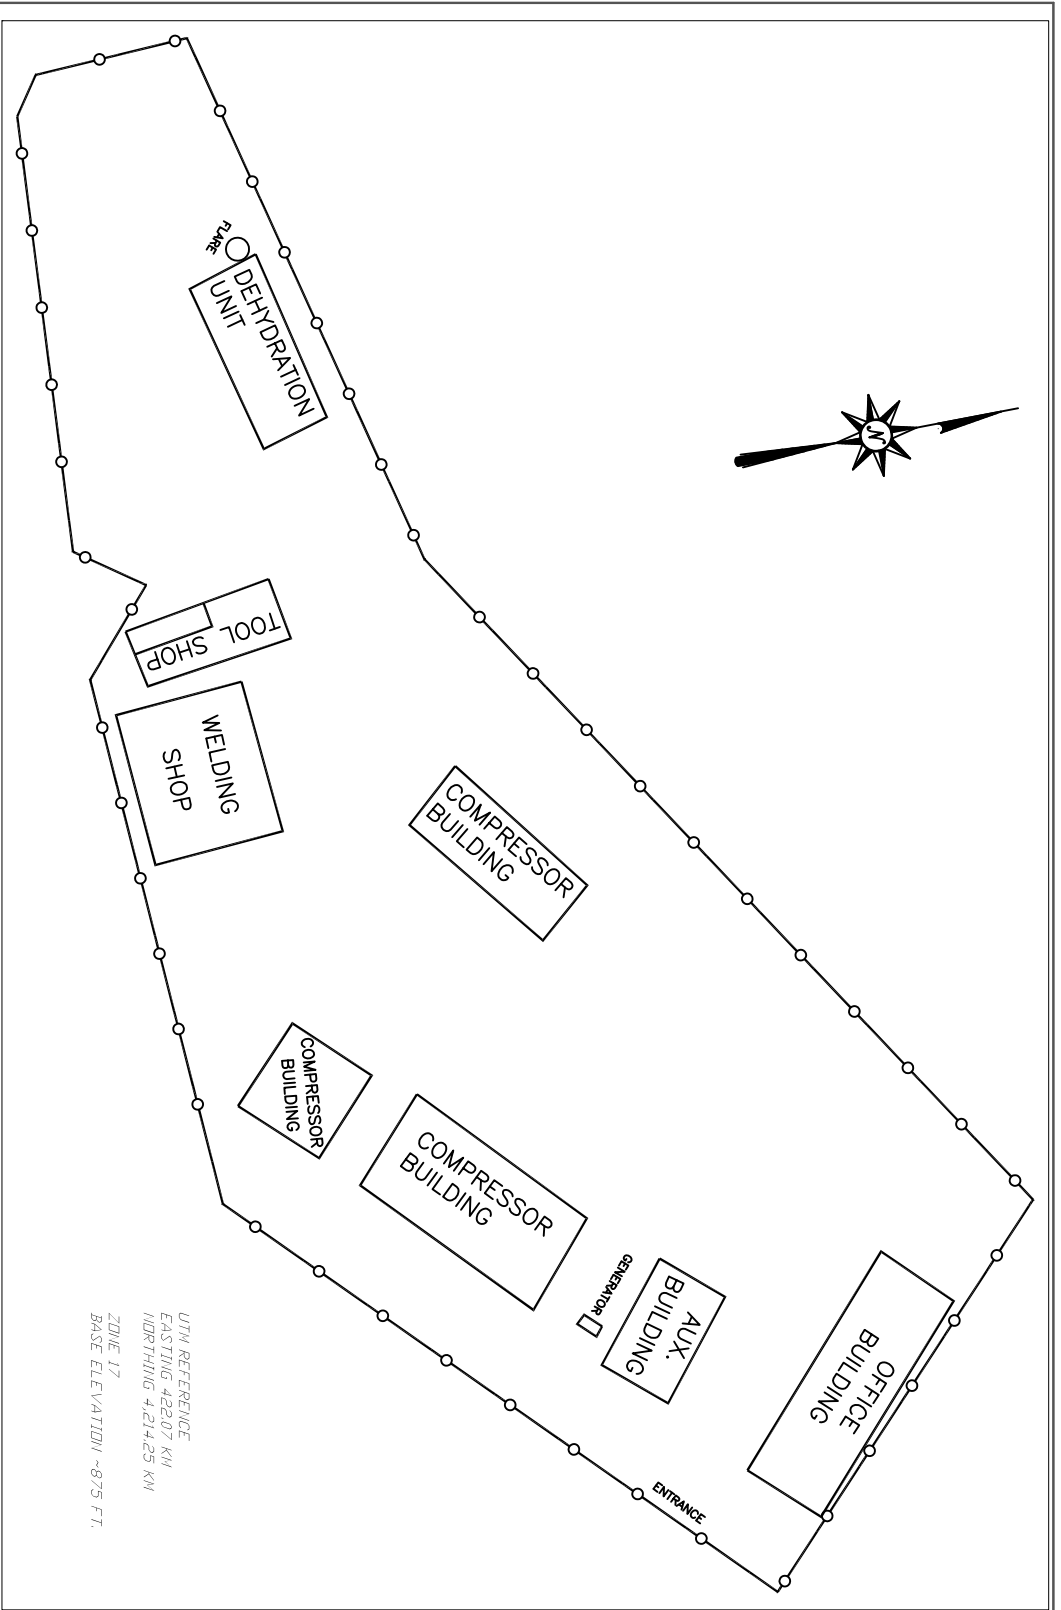 FLARE
DEHYDRATION
UNIT
N
TOOL
SHOP
WELDING
SHOP
COMPRESSOR
BUILDING
COMPRESSOR
BUILDING
COMPRESSOR
BUILDING
GENERATOR
AUX.
BUILDING
OFFICE
BUILDING
ENTRANCE
UTM REFERENCE
EASTING 422.07 KM
NORTHING 4,214.25 KM
ZONE 17
BASE ELEVATION ~875 FT.